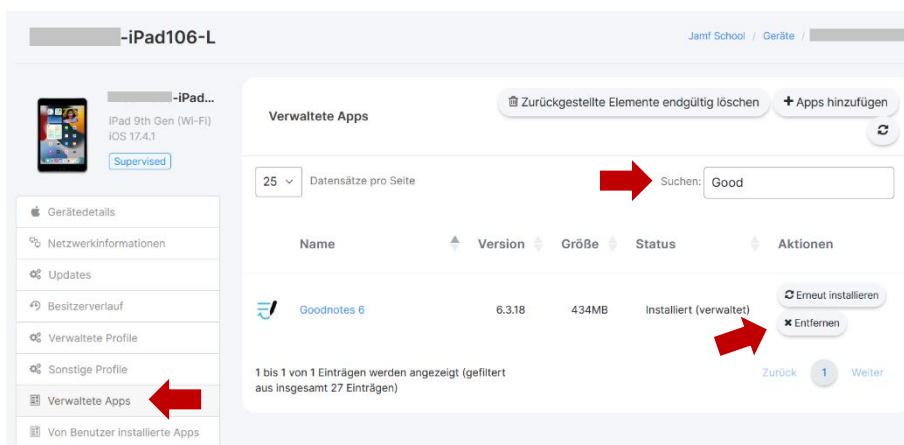 -iPad106-L
Jamf School / Geräte /
-iPad...
iPad 9th Gen (Wi-Fi)
iOS 17.4.1
Supervised
Gerätedetails
Netzwerkinformationen
Updates
Besitzerverlauf
Verwaltete Profile
Sonstige Profile
Verwaltete Apps
Von Benutzer installierte Apps
Verwaltete Apps
Zurückgestellte Elemente endgültig löschen
+ Apps hinzufügen
25 Datensätze pro Seite
Suchen: Good
Name Version Größe Status Aktionen
Goodnotes 6 6.3.18 434MB Installiert (verwaltet)
Erneut installieren
Entfernen
1 bis 1 von 1 Einträgen werden angezeigt (gefiltert
aus insgesamt 27 Einträgen)
Zurück 1 Weiter